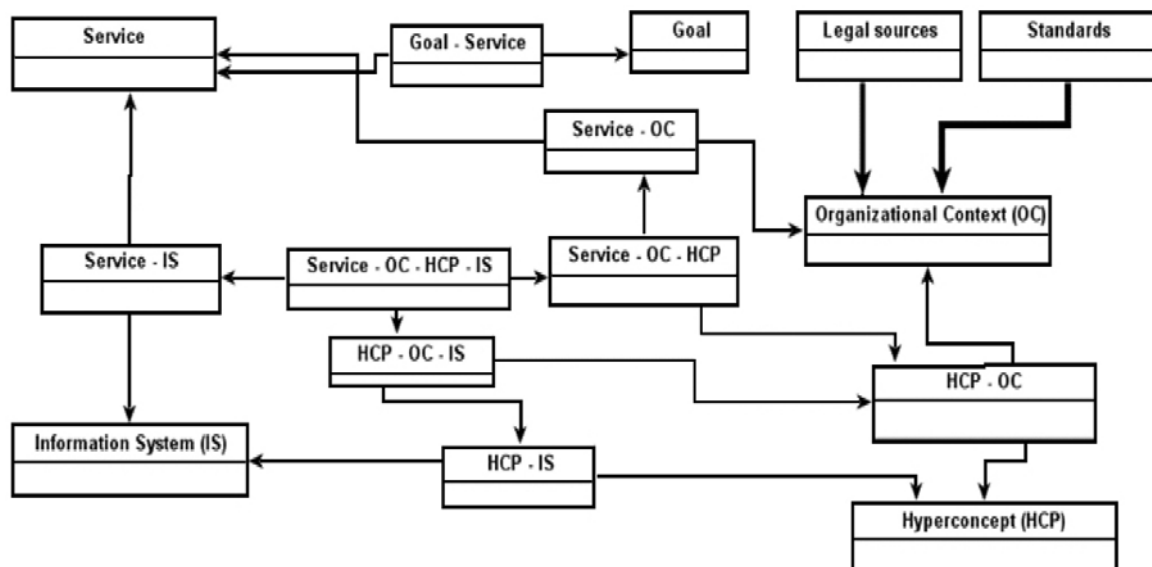 Service
Goal - Service
Goal
Legal sources
Standards
Service - OC
Organizational Context (OC)
Service - IS
Service - OC - HCP - IS
Service - OC - HCP
HCP - OC - IS
HCP - OC
Information System (IS)
HCP - IS
Hyperconcept (HCP)